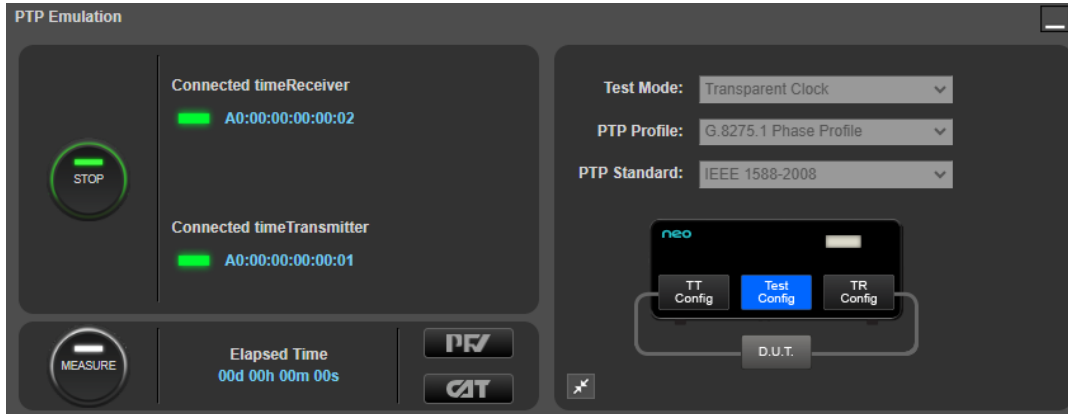 PTP Emulation
Connected timeReceiver
A0:00:00:00:00:02
STOP
Connected timeTransmitter
A0:00:00:00:00:01
MEASURE
Elapsed Time
00d 00h 00m 00s
PFV
CAT
Test Mode: Transparent Clock
PTP Profile: G.8275.1 Phase Profile
PTP Standard: IEEE 1588-2008
neo
TT
Config
Test
Config
TR
Config
D.U.T.